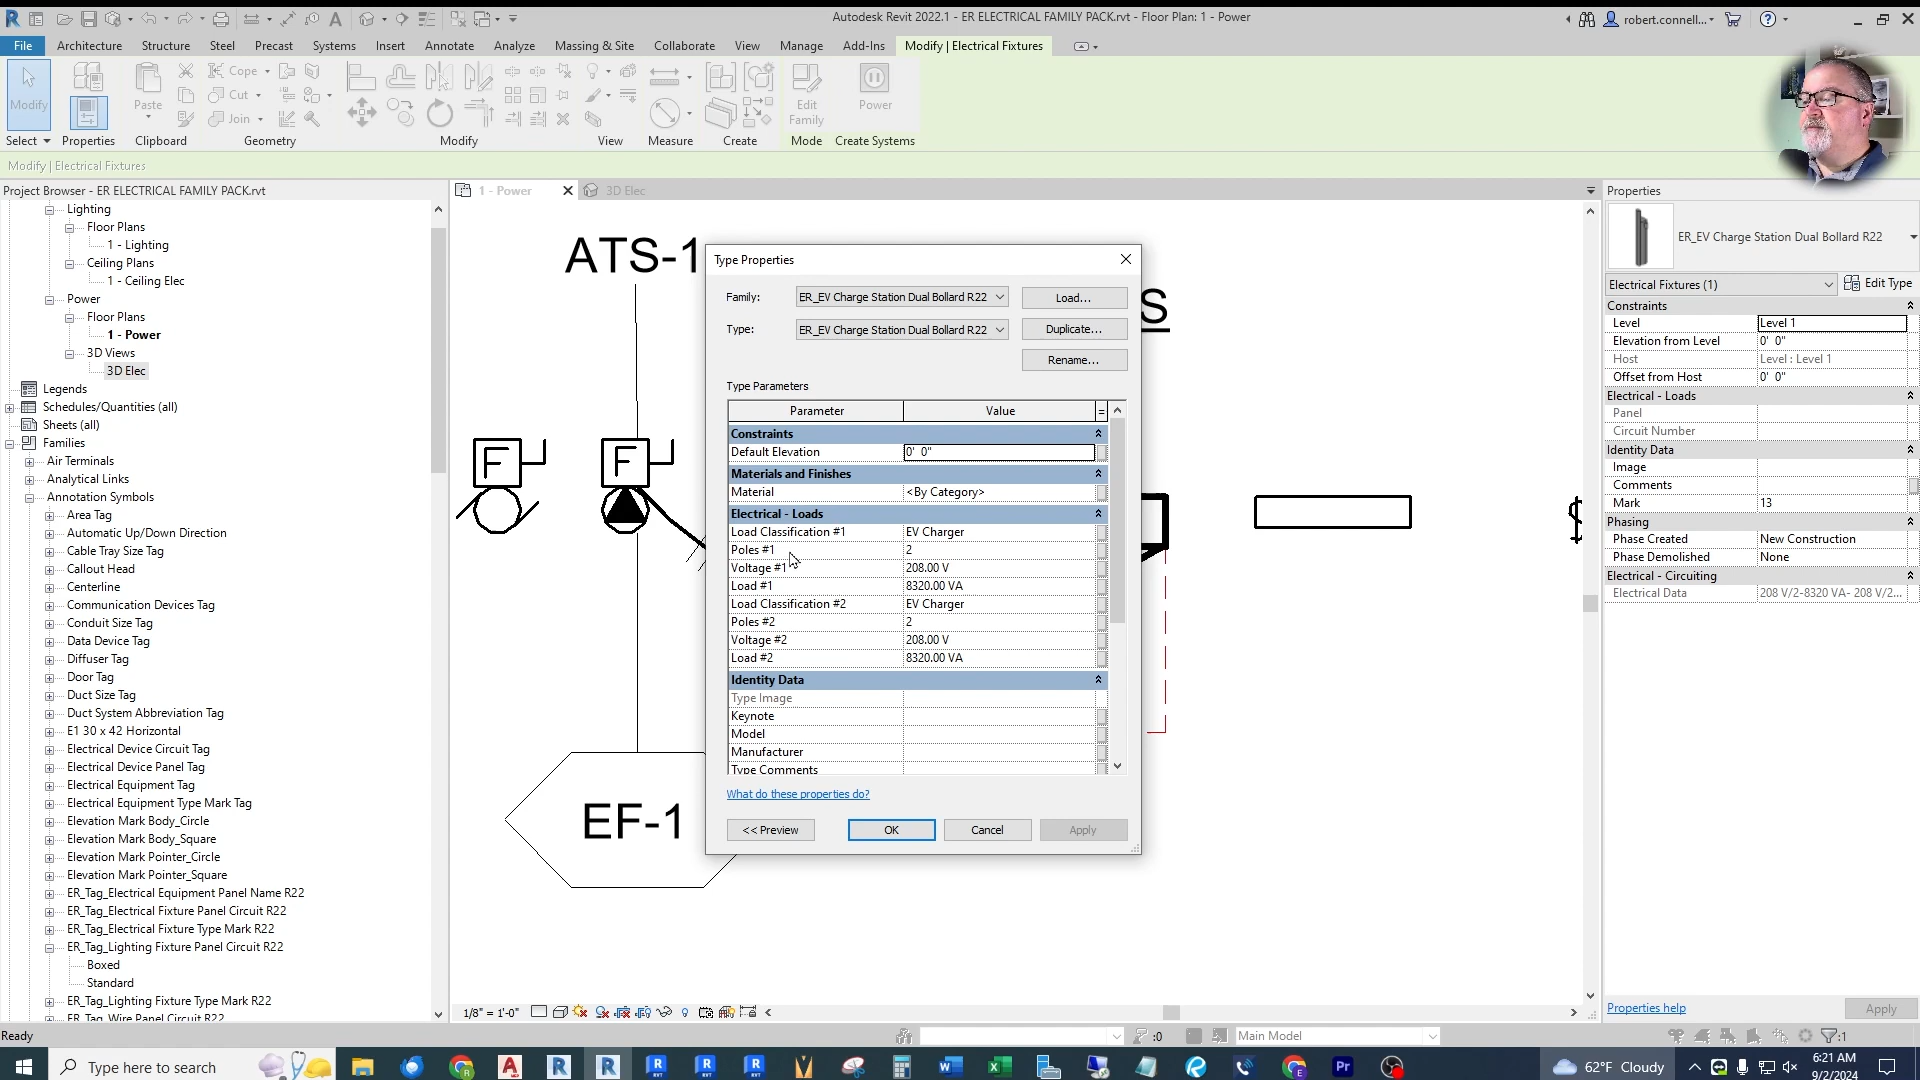 Autodesk Revit 2022.1 - ER ELECTRICAL FAMILY PACK.rvt - Floor Plan: 1 - Power
robert.connell...
File
Architecture
Structure
Steel
Precast
Systems
Insert
Annotate
Analyze
Massing & Site
Collaborate
View
Manage
Add-Ins
Modify | Electrical Fixtures
Modify
Paste
Cope
Cut
Join
Edit
Family
Power
Select
Properties
Clipboard
Geometry
Modify
View
Measure
Create
Mode
Create Systems
Modify | Electrical Fixtures
Project Browser - ER ELECTRICAL FAMILY PACK.rvt
Lighting
Floor Plans
1 - Lighting
Ceiling Plans
1 - Ceiling Elec
Power
Floor Plans
1 - Power
3D Views
3D Elec
Legends
Schedules/Quantities (all)
Sheets (all)
Families
Air Terminals
Analytical Links
Annotation Symbols
Area Tag
Automatic Up/Down Direction
Cable Tray Size Tag
Callout Head
Centerline
Communication Devices Tag
Conduit Size Tag
Data Device Tag
Diffuser Tag
Door Tag
Duct Size Tag
Duct System Abbreviation Tag
E1 30 x 42 Horizontal
Electrical Device Circuit Tag
Electrical Device Panel Tag
Electrical Equipment Tag
Electrical Equipment Type Mark Tag
Elevation Mark Body_Circle
Elevation Mark Body_Square
Elevation Mark Pointer_Circle
Elevation Mark Pointer_Square
ER_Tag_Electrical Equipment Panel Name R22
ER_Tag_Electrical Fixture Panel Circuit R22
ER_Tag_Electrical Fixture Type Mark R22
ER_Tag_Lighting Fixture Panel Circuit R22
Boxed
Standard
ER_Tag_Lighting Fixture Type Mark R22
ER_Tag_Wire Panel Circuit R22
1 - Power
3D Elec
ATS-1
S
F
F
EF-1
$
Type Properties
Family:
ER_EV Charge Station Dual Bollard R22
Load...
Type:
ER_EV Charge Station Dual Bollard R22
Duplicate...
Rename...
Type Parameters
Parameter
Value
=
Constraints
Default Elevation
0' 0"
Materials and Finishes
Material
<By Category>
Electrical - Loads
Load Classification #1
EV Charger
Poles #1
2
Voltage #1
208.00 V
Load #1
8320.00 VA
Load Classification #2
EV Charger
Poles #2
2
Voltage #2
208.00 V
Load #2
8320.00 VA
Identity Data
Type Image
Keynote
Model
Manufacturer
Type Comments
What do these properties do?
<< Preview
OK
Cancel
Apply
Properties
ER_EV Charge Station Dual Bollard R22
Electrical Fixtures (1)
Edit Type
Constraints
Level
Level 1
Elevation from Level
0' 0"
Host
Level : Level 1
Offset from Host
0' 0"
Electrical - Loads
Panel
Circuit Number
Identity Data
Image
Comments
Mark
13
Phasing
Phase Created
New Construction
Phase Demolished
None
Electrical - Circuiting
Electrical Data
208 V/2-8320 VA- 208 V/2...
Properties help
Apply
1/8" = 1'-0"
Ready
:0
Main Model
:1
Type here to search
62°F Cloudy
6:21 AM
9/2/2024